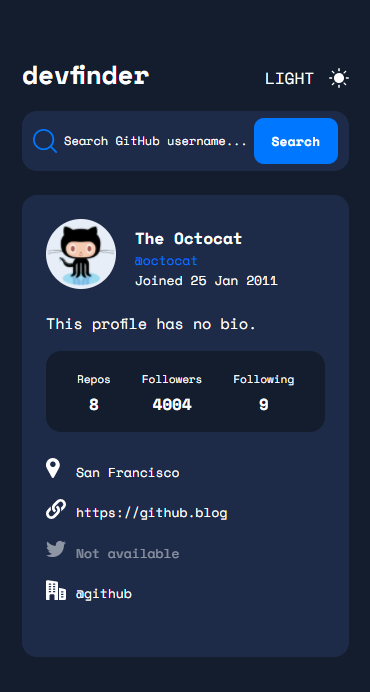 devfinder
LIGHT
Search GitHub username...
Search
The Octocat
@octocat
Joined 25 Jan 2011
This profile has no bio.
Repos Followers Following
8 4004 9
San Francisco
https://github.blog
Not available
@github